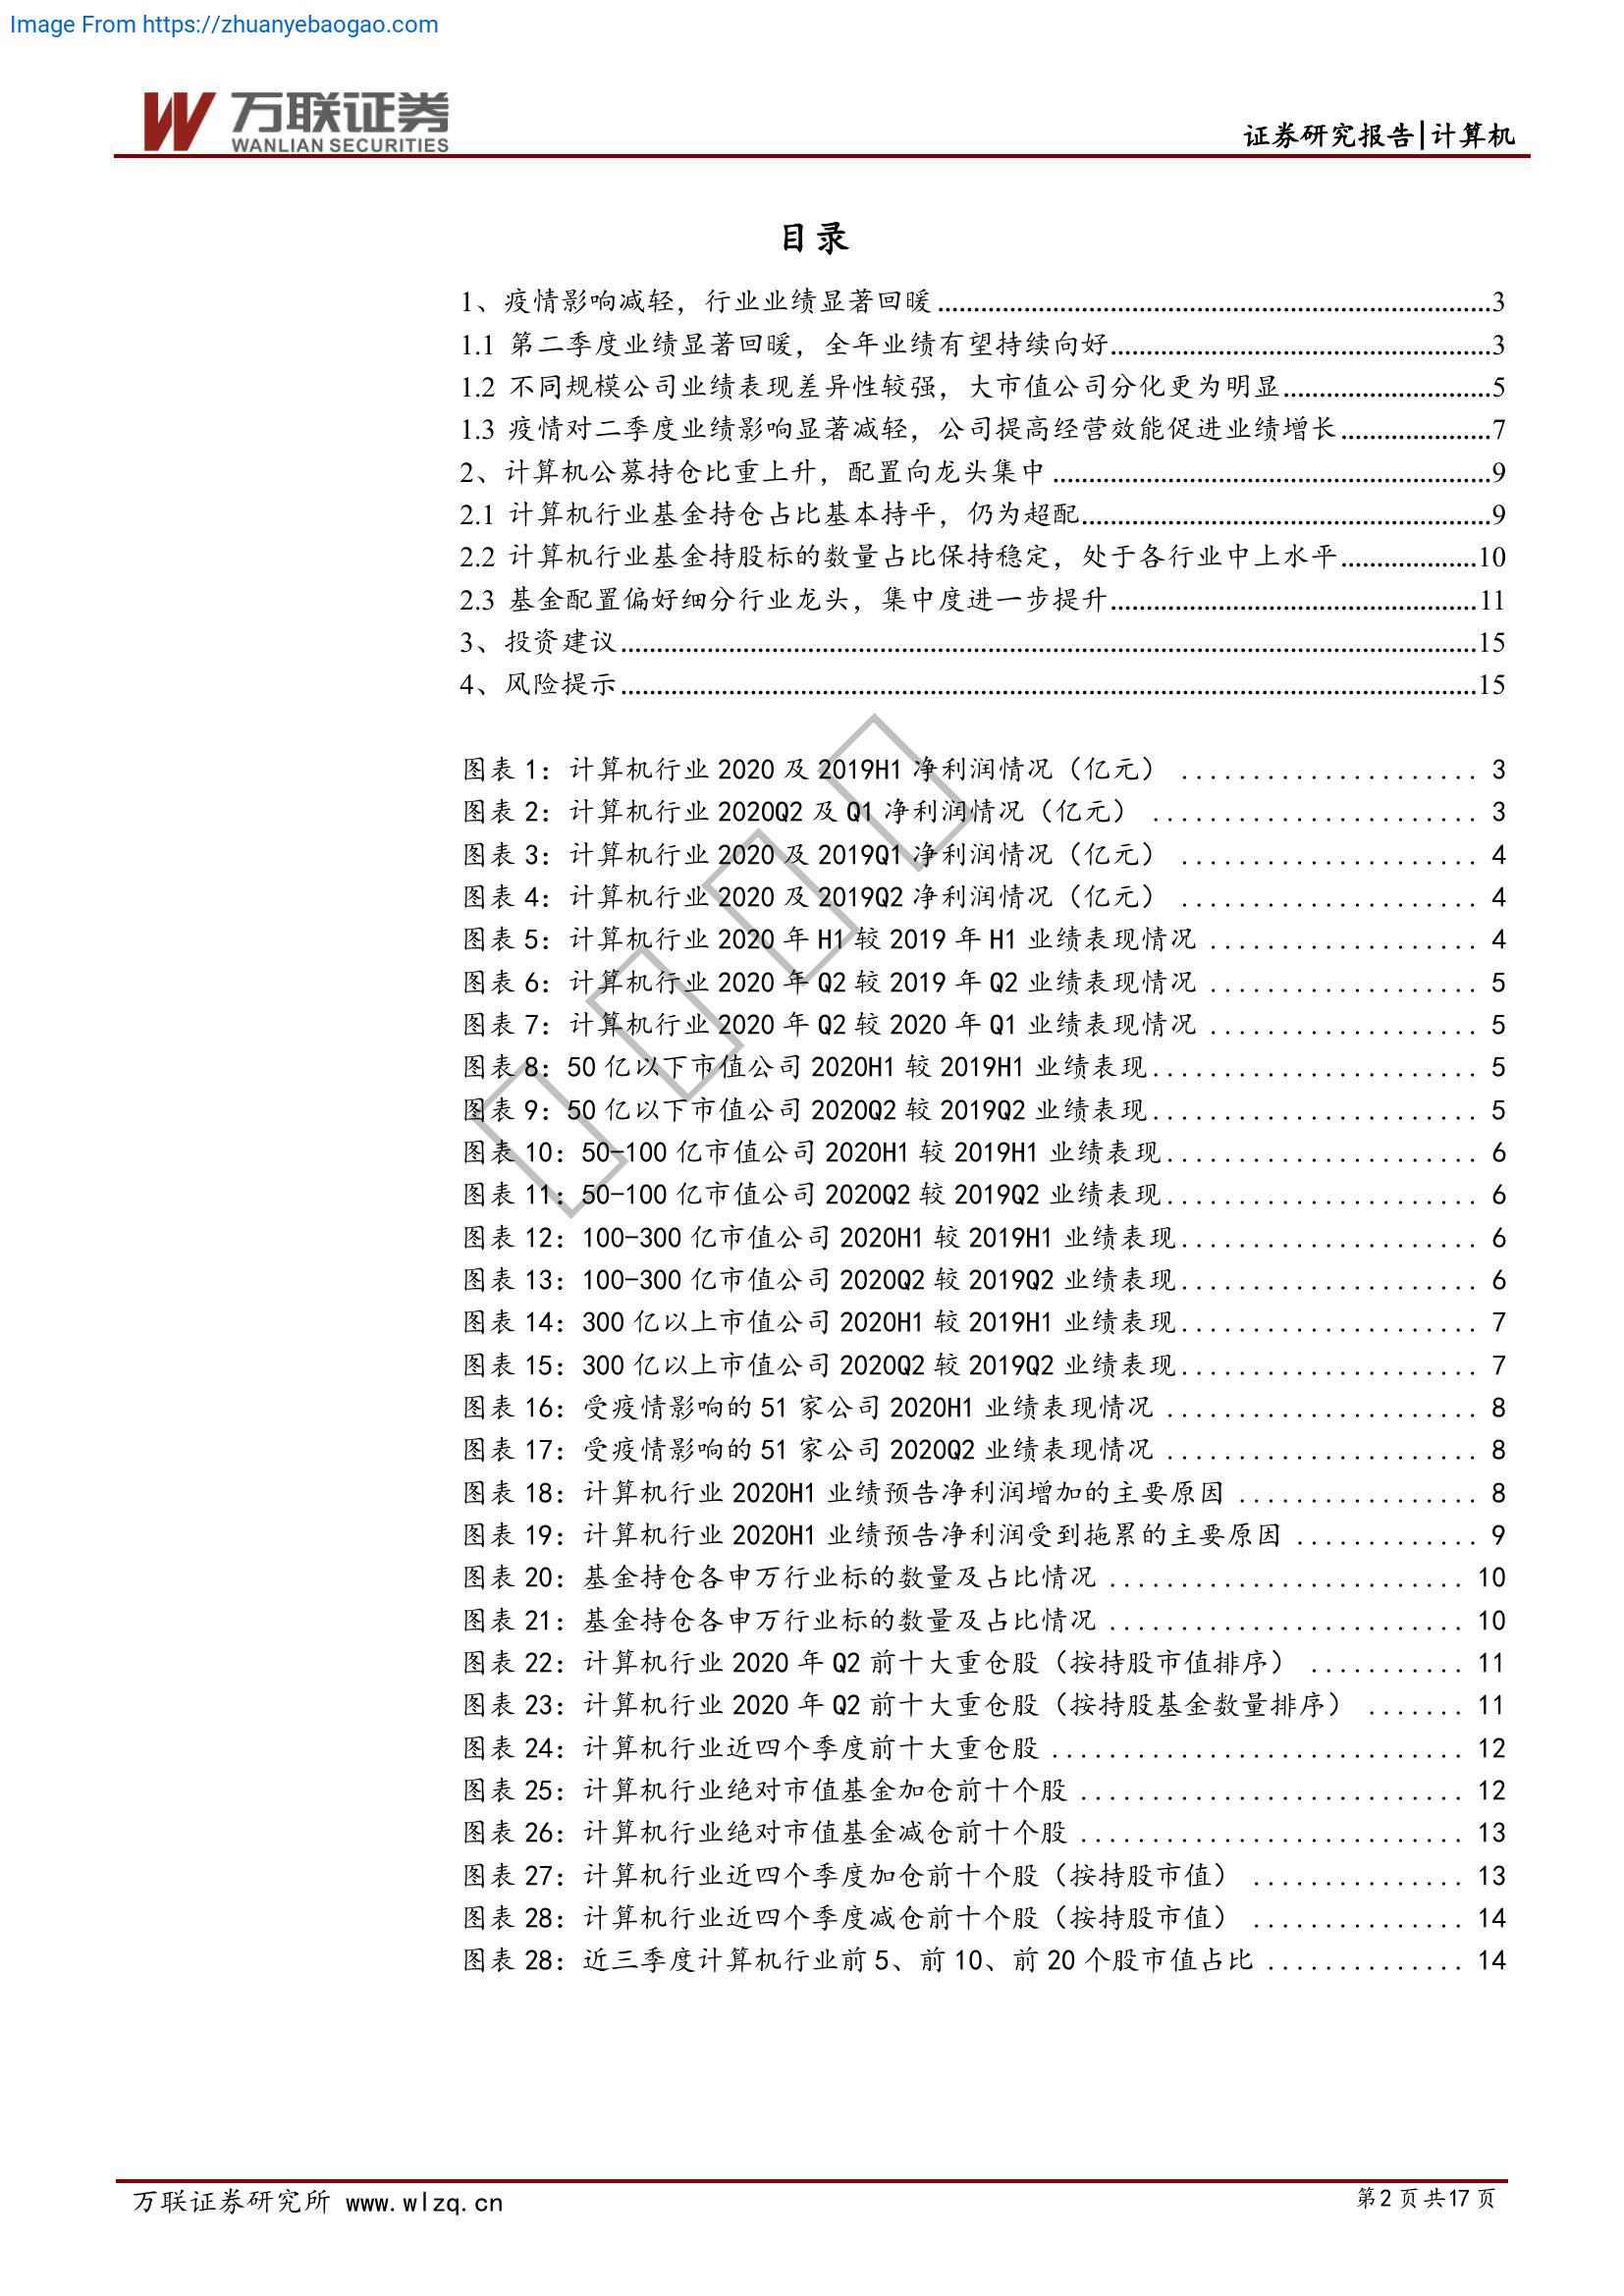 Image From https://zhuanyebaogao.com
万联证券
WANLIAN SECURITIES
证券研究报告|计算机
目录
1、疫情影响减轻，行业业绩显著回暖............................................................................3
1.1 第二季度业绩显著回暖，全年业绩有望持续向好....................................................3
1.2 不同规模公司业绩表现差异性较强，大市值公司分化更为明显.............................5
1.3 疫情对二季度业绩影响显著减轻，公司提高经营效能促进业绩增长.....................7
2、计算机公募持仓比重上升，配置向龙头集中............................................................9
2.1 计算机行业基金持仓占比基本持平，仍为超配........................................................9
2.2 计算机行业基金持股标的数量占比保持稳定，处于各行业中上水平...................10
2.3 基金配置偏好细分行业龙头，集中度进一步提升..................................................11
3、投资建议.....................................................................................................................15
4、风险提示.....................................................................................................................15
图表 1：计算机行业 2020 及 2019H1 净利润情况（亿元） ..................... 3
图表 2：计算机行业 2020Q2 及 Q1 净利润情况（亿元） ....................... 3
图表 3：计算机行业 2020 及 2019Q1 净利润情况（亿元） ..................... 4
图表 4：计算机行业 2020 及 2019Q2 净利润情况（亿元） ..................... 4
图表 5：计算机行业 2020 年 H1 较 2019 年 H1 业绩表现情况 ................... 4
图表 6：计算机行业 2020 年 Q2 较 2019 年 Q2 业绩表现情况 ................... 5
图表 7：计算机行业 2020 年 Q2 较 2020 年 Q1 业绩表现情况 ................... 5
图表 8：50 亿以下市值公司 2020H1 较 2019H1 业绩表现....................... 5
图表 9：50 亿以下市值公司 2020Q2 较 2019Q2 业绩表现....................... 5
图表 10：50-100 亿市值公司 2020H1 较 2019H1 业绩表现...................... 6
图表 11：50-100 亿市值公司 2020Q2 较 2019Q2 业绩表现...................... 6
图表 12：100-300 亿市值公司 2020H1 较 2019H1 业绩表现..................... 6
图表 13：100-300 亿市值公司 2020Q2 较 2019Q2 业绩表现..................... 6
图表 14：300 亿以上市值公司 2020H1 较 2019H1 业绩表现..................... 7
图表 15：300 亿以上市值公司 2020Q2 较 2019Q2 业绩表现..................... 7
图表 16：受疫情影响的 51 家公司 2020H1 业绩表现情况 ...................... 8
图表 17：受疫情影响的 51 家公司 2020Q2 业绩表现情况 ...................... 8
图表 18：计算机行业 2020H1 业绩预告净利润增加的主要原因 ................. 8
图表 19：计算机行业 2020H1 业绩预告净利润受到拖累的主要原因 ............. 9
图表 20：基金持仓各申万行业标的数量及占比情况 ......................... 10
图表 21：基金持仓各申万行业标的数量及占比情况 ......................... 10
图表 22：计算机行业 2020 年 Q2 前十大重仓股（按持股市值排序） ........... 11
图表 23：计算机行业 2020 年 Q2 前十大重仓股（按持股基金数量排序） ....... 11
图表 24：计算机行业近四个季度前十大重仓股 ............................. 12
图表 25：计算机行业绝对市值基金加仓前十个股 ........................... 12
图表 26：计算机行业绝对市值基金减仓前十个股 ........................... 13
图表 27：计算机行业近四个季度加仓前十个股（按持股市值） ............... 13
图表 28：计算机行业近四个季度减仓前十个股（按持股市值） ............... 14
图表 28：近三季度计算机行业前 5、前 10、前 20 个股市值占比 .............. 14
万联证券研究所 www.wlzq.cn
第 2 页 共 17 页